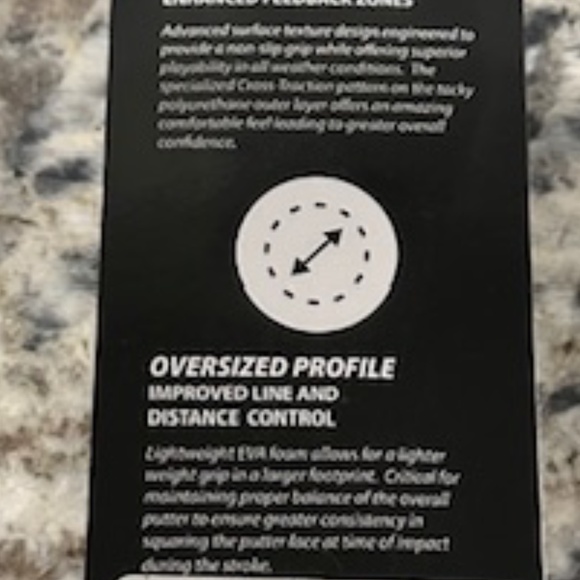 ENHANCED FEEDBACK ZONES
Advanced surface texture design engineered to
provide a non-slip grip while offering superior
playability in all weather conditions. The
specialized Cross-Traction pattern on the tacky
polyurethane outer layer offers an amazing
comfortable feel leading to greater overall
confidence.
OVERSIZED PROFILE
IMPROVED LINE AND
DISTANCE CONTROL
Lightweight EVA foam allows for a lighter
weight grip in a larger footprint. Critical for
maintaining proper balance of the overall
putter to ensure greater consistency in
squaring the putter face at time of impact
during the stroke.